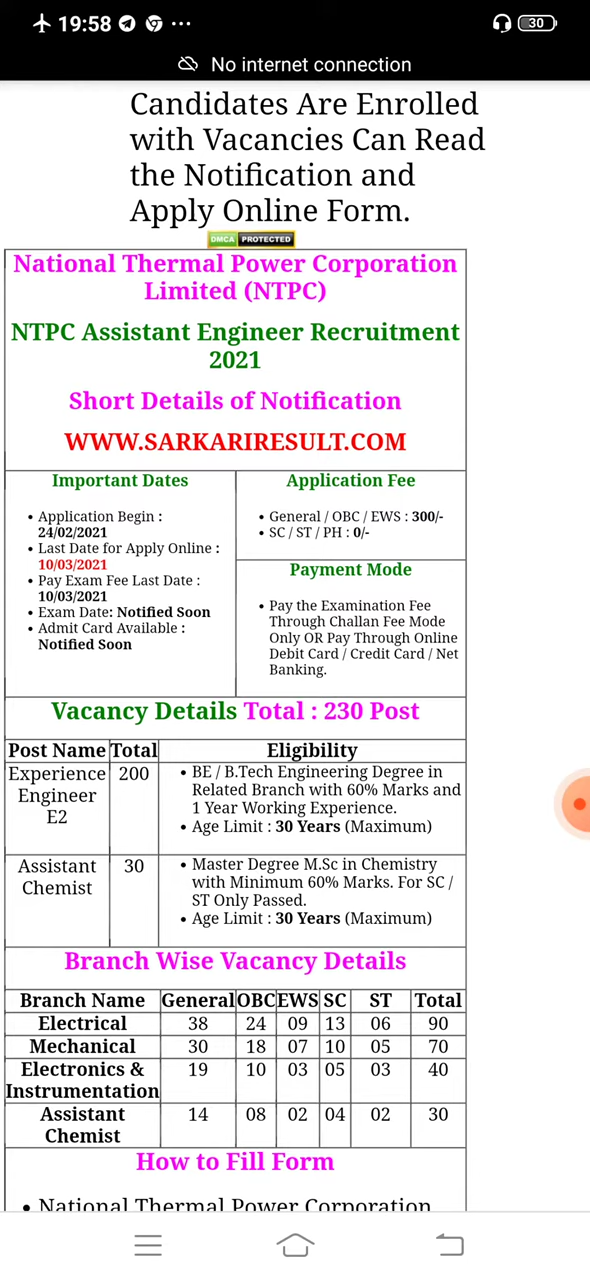 19:58
30
No internet connection
Candidates Are Enrolled
with Vacancies Can Read
the Notification and
Apply Online Form.
DMCA PROTECTED
National Thermal Power Corporation
Limited (NTPC)
NTPC Assistant Engineer Recruitment
2021
Short Details of Notification
WWW.SARKARIRESULT.COM
Important Dates
• Application Begin :
24/02/2021
• Last Date for Apply Online :
10/03/2021
• Pay Exam Fee Last Date :
10/03/2021
• Exam Date: Notified Soon
• Admit Card Available :
Notified Soon
Application Fee
• General / OBC / EWS : 300/-
• SC / ST / PH : 0/-
Payment Mode
• Pay the Examination Fee
Through Challan Fee Mode
Only OR Pay Through Online
Debit Card / Credit Card / Net
Banking.
Vacancy Details Total : 230 Post
Post Name Total Eligibility
Experience
Engineer
E2
200
• BE / B.Tech Engineering Degree in
Related Branch with 60% Marks and
1 Year Working Experience.
• Age Limit : 30 Years (Maximum)
Assistant
Chemist
30
• Master Degree M.Sc in Chemistry
with Minimum 60% Marks. For SC /
ST Only Passed.
• Age Limit : 30 Years (Maximum)
Branch Wise Vacancy Details
Branch Name General OBC EWS SC ST Total
Electrical 38 24 09 13 06 90
Mechanical 30 18 07 10 05 70
Electronics &
Instrumentation
19 10 03 05 03 40
Assistant
Chemist
14 08 02 04 02 30
How to Fill Form
• National Thermal Power Corporation